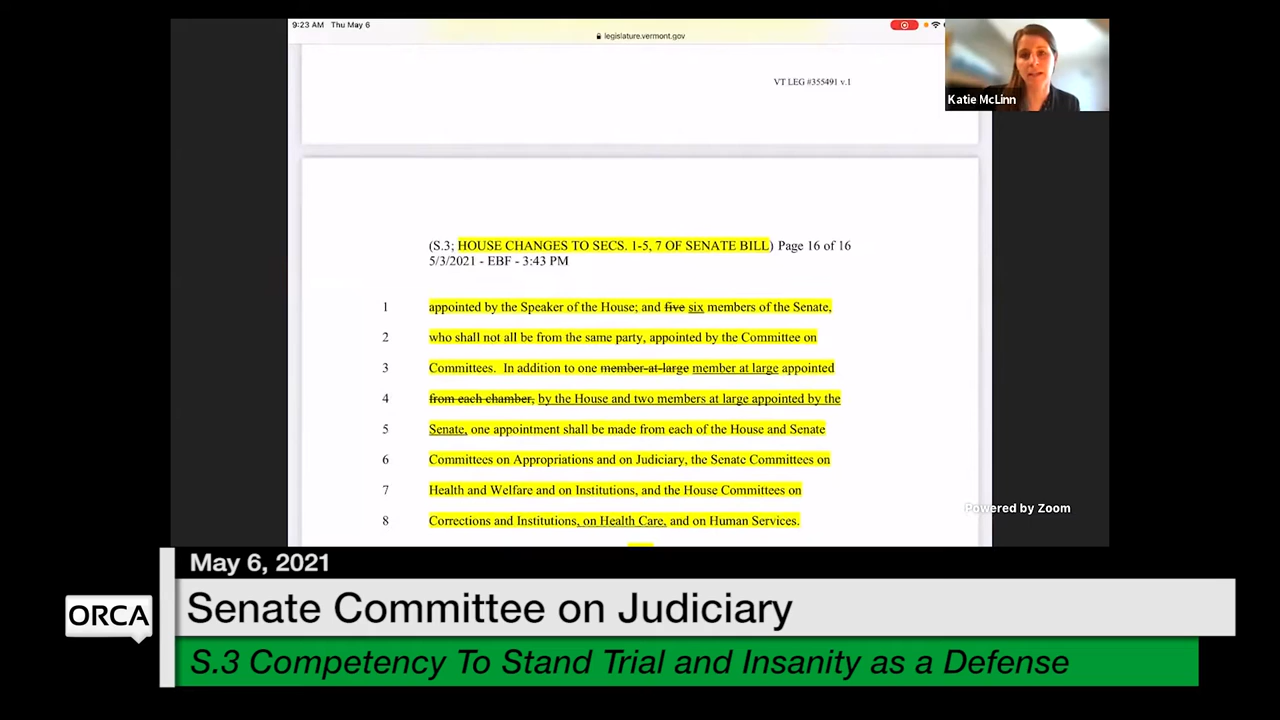 9:23 AM Thu May 6
legislature.vermont.gov
VT LEG #355491 v.1
Katie McLinn
(S.3; HOUSE CHANGES TO SECS. 1-5, 7 OF SENATE BILL) Page 16 of 16
5/3/2021 - EBF - 3:43 PM
1 appointed by the Speaker of the House; and five six members of the Senate,
2 who shall not all be from the same party, appointed by the Committee on
3 Committees. In addition to one member-at-large member at large appointed
4 from each chamber, by the House and two members at large appointed by the
5 Senate, one appointment shall be made from each of the House and Senate
6 Committees on Appropriations and on Judiciary, the Senate Committees on
7 Health and Welfare and on Institutions, and the House Committees on
8 Corrections and Institutions, on Health Care, and on Human Services.
Powered by Zoom
May 6, 2021
ORCA
Senate Committee on Judiciary
S.3 Competency To Stand Trial and Insanity as a Defense